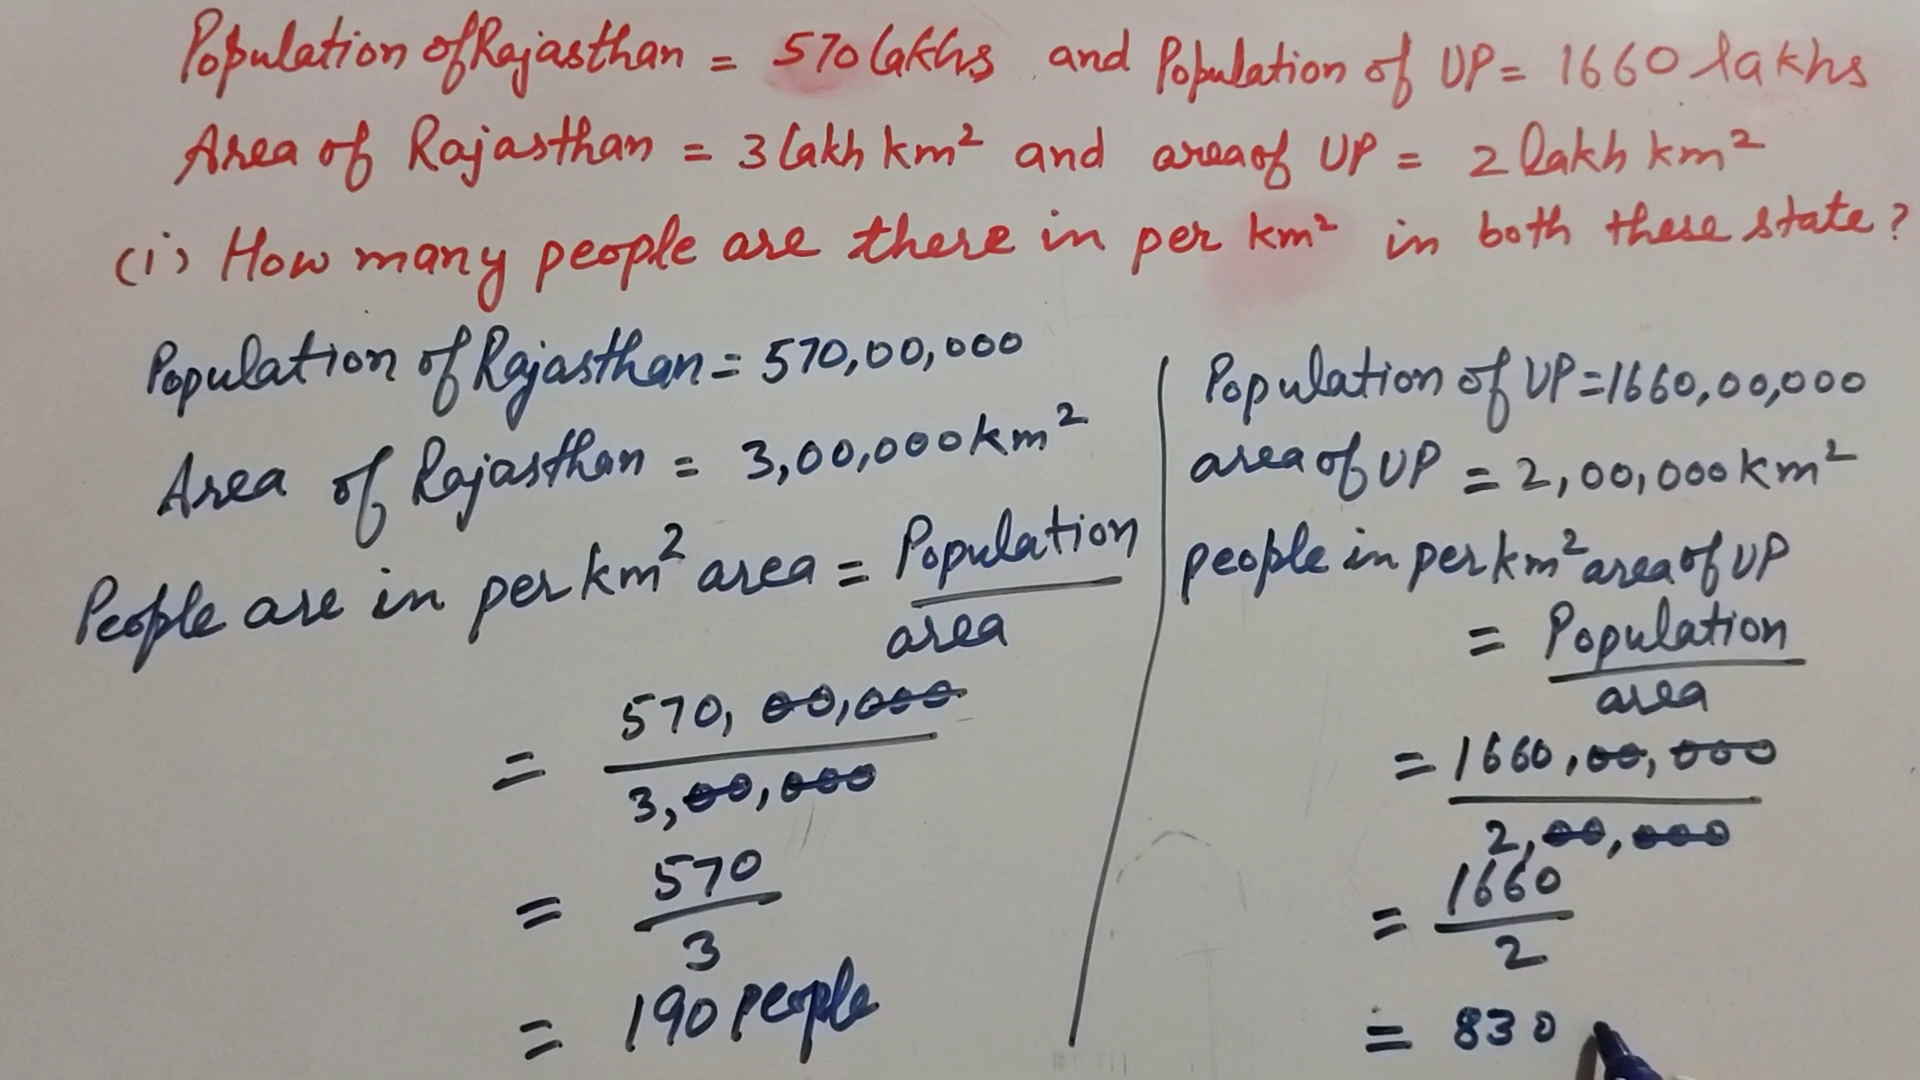 Population of Rajasthan = 570 lakhs and Population of UP = 1660 lakhs
Area of Rajasthan = 3 lakh km² and area of UP = 2 lakh km²
(i) How many people are there in per km² in both these state?
Population of Rajasthan = 570,00,000
Area of Rajasthan = 3,00,000 km²
People are in per km² area = Population
area
= 570,00,000
3,00,000
= 570
3
= 190 people
Population of UP = 1660,00,000
area of UP = 2,00,000 km²
people in per km² area of UP
= Population
area
= 1660,00,000
2,00,000
= 1660
2
= 830